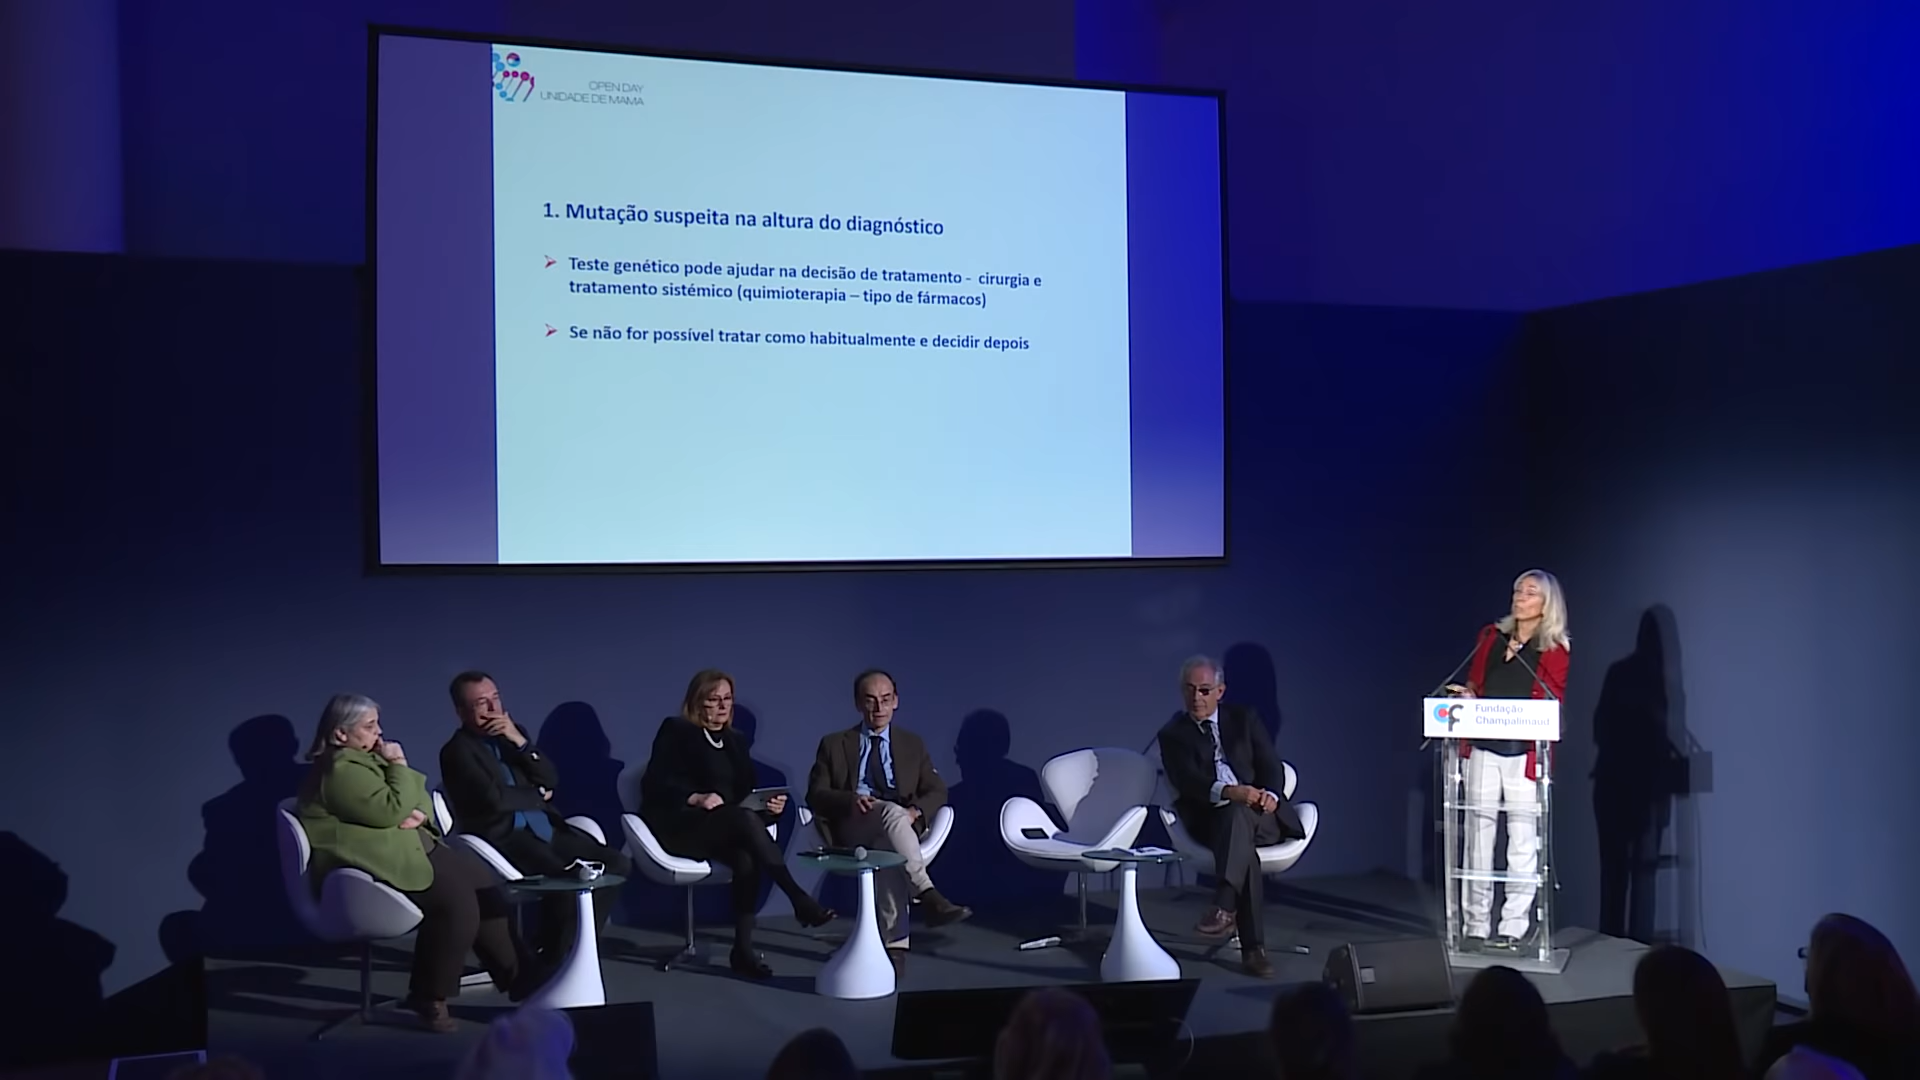 OPEN DAY
UNIDADE DE MAMA
1. Mutação suspeita na altura do diagnóstico
Teste genético pode ajudar na decisão de tratamento - cirurgia e
tratamento sistémico (quimioterapia – tipo de fármacos)
Se não for possível tratar como habitualmente e decidir depois
Fundação
Champalimaud